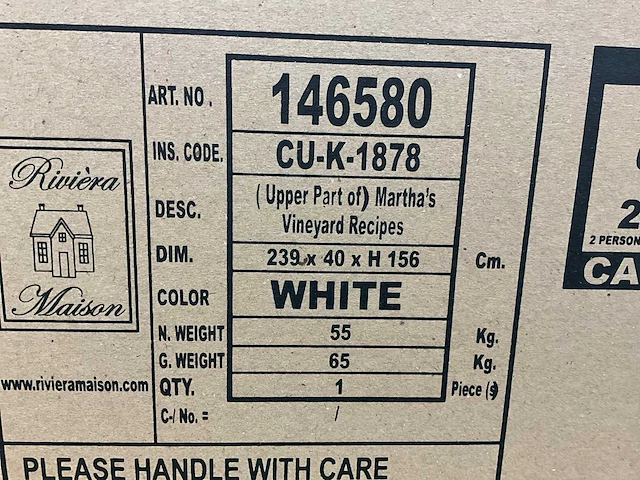 ART. NO. 146580
INS. CODE. CU-K-1878
DESC. (Upper Part of) Martha's
Vineyard Recipes
DIM. 239 x 40 x H 156 Cm.
COLOR WHITE
N. WEIGHT 55 Kg.
G. WEIGHT 65 Kg.
QTY. 1 Piece (s)
C-/ No. = /
Rivièra
Maison
www.rivieramaison.com
PLEASE HANDLE WITH CARE
2
2 PERSON
CA